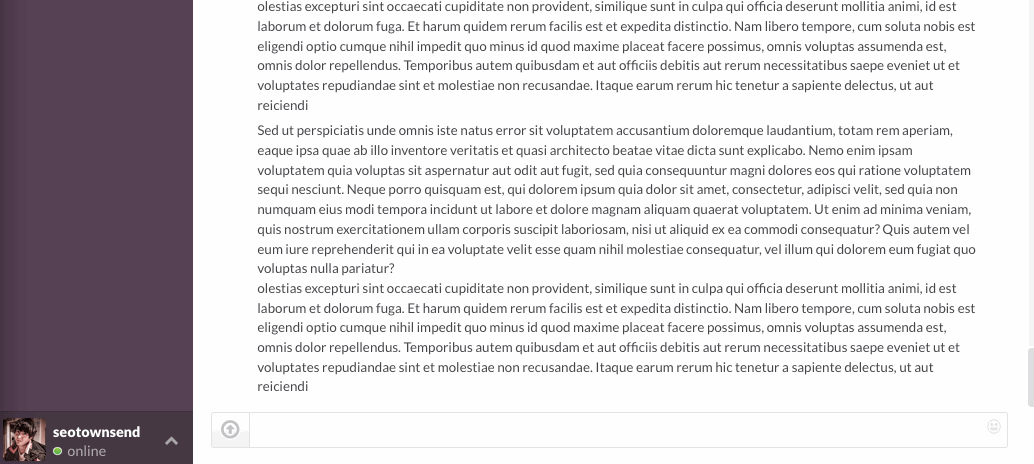 olestias excepturi sint occaecati cupiditate non provident, similique sunt in culpa qui officia deserunt mollitia animi, id est
laborum et dolorum fuga. Et harum quidem rerum facilis est et expedita distinctio. Nam libero tempore, cum soluta nobis est
eligendi optio cumque nihil impedit quo minus id quod maxime placeat facere possimus, omnis voluptas assumenda est,
omnis dolor repellendus. Temporibus autem quibusdam et aut officiis debitis aut rerum necessitatibus saepe eveniet ut et
voluptates repudiandae sint et molestiae non recusandae. Itaque earum rerum hic tenetur a sapiente delectus, ut aut
reiciendi
Sed ut perspiciatis unde omnis iste natus error sit voluptatem accusantium doloremque laudantium, totam rem aperiam,
eaque ipsa quae ab illo inventore veritatis et quasi architecto beatae vitae dicta sunt explicabo. Nemo enim ipsam
voluptatem quia voluptas sit aspernatur aut odit aut fugit, sed quia consequuntur magni dolores eos qui ratione voluptatem
sequi nesciunt. Neque porro quisquam est, qui dolorem ipsum quia dolor sit amet, consectetur, adipisci velit, sed quia non
numquam eius modi tempora incidunt ut labore et dolore magnam aliquam quaerat voluptatem. Ut enim ad minima veniam,
quis nostrum exercitationem ullam corporis suscipit laboriosam, nisi ut aliquid ex ea commodi consequatur? Quis autem vel
eum iure reprehenderit qui in ea voluptate velit esse quam nihil molestiae consequatur, vel illum qui dolorem eum fugiat quo
voluptas nulla pariatur?
olestias excepturi sint occaecati cupiditate non provident, similique sunt in culpa qui officia deserunt mollitia animi, id est
laborum et dolorum fuga. Et harum quidem rerum facilis est et expedita distinctio. Nam libero tempore, cum soluta nobis est
eligendi optio cumque nihil impedit quo minus id quod maxime placeat facere possimus, omnis voluptas assumenda est,
omnis dolor repellendus. Temporibus autem quibusdam et aut officiis debitis aut rerum necessitatibus saepe eveniet ut et
voluptates repudiandae sint et molestiae non recusandae. Itaque earum rerum hic tenetur a sapiente delectus, ut aut
reiciendi
seotownsend
online